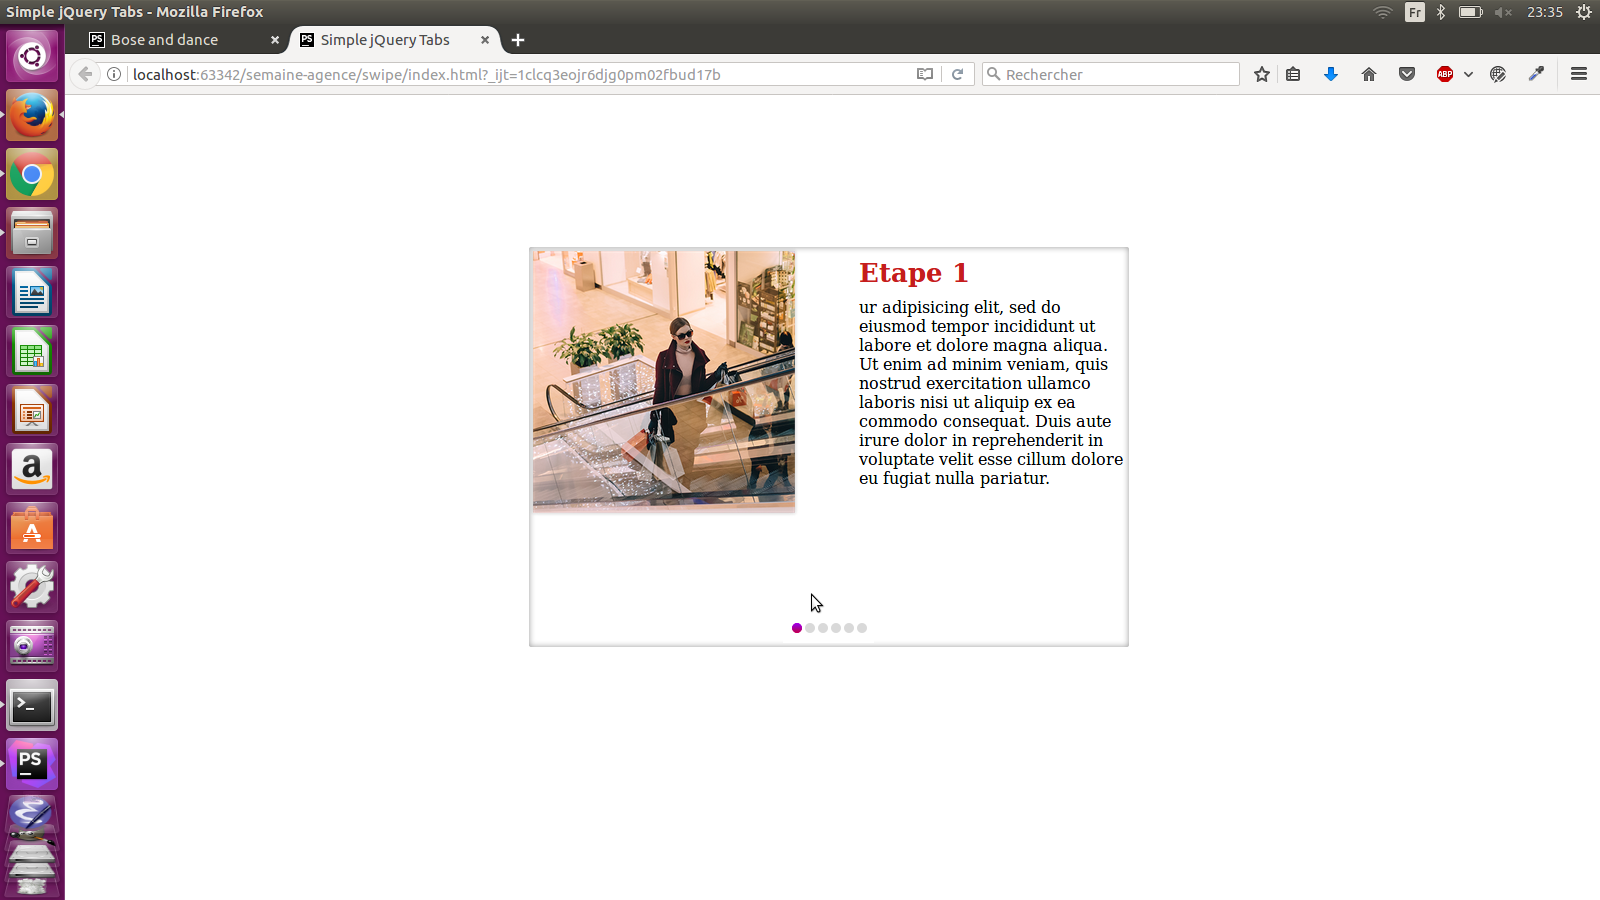 Simple jQuery Tabs - Mozilla Firefox
Fr
23:35
PS Bose and dance
PS Simple jQuery Tabs
localhost:63342/semaine-agence/swipe/index.html?_ijt=1clcq3eojr6djg0pm02fbud17b
Rechercher
ABP
Etape 1
ur adipisicing elit, sed do
eiusmod tempor incididunt ut
labore et dolore magna aliqua.
Ut enim ad minim veniam, quis
nostrud exercitation ullamco
laboris nisi ut aliquip ex ea
commodo consequat. Duis aute
irure dolor in reprehenderit in
voluptate velit esse cillum dolore
eu fugiat nulla pariatur.
a
A
>_
PS